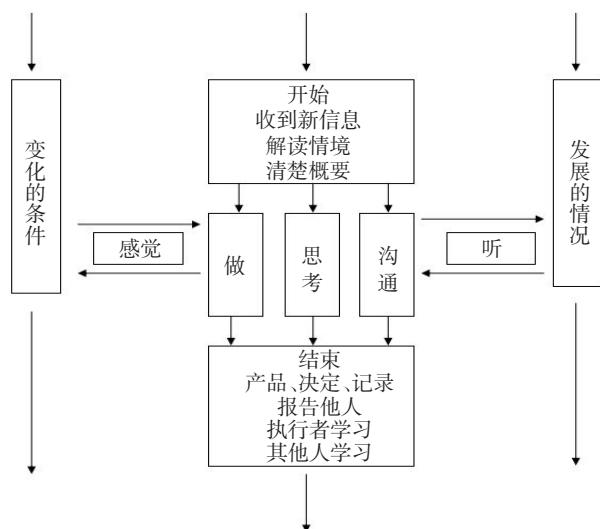 变化的条件
开始
收到新信息
解读情境
清楚概要
发展的情况
感觉
做
思考
沟通
听
结束
产品、决定、记录
报告他人
执行者学习
其他人学习